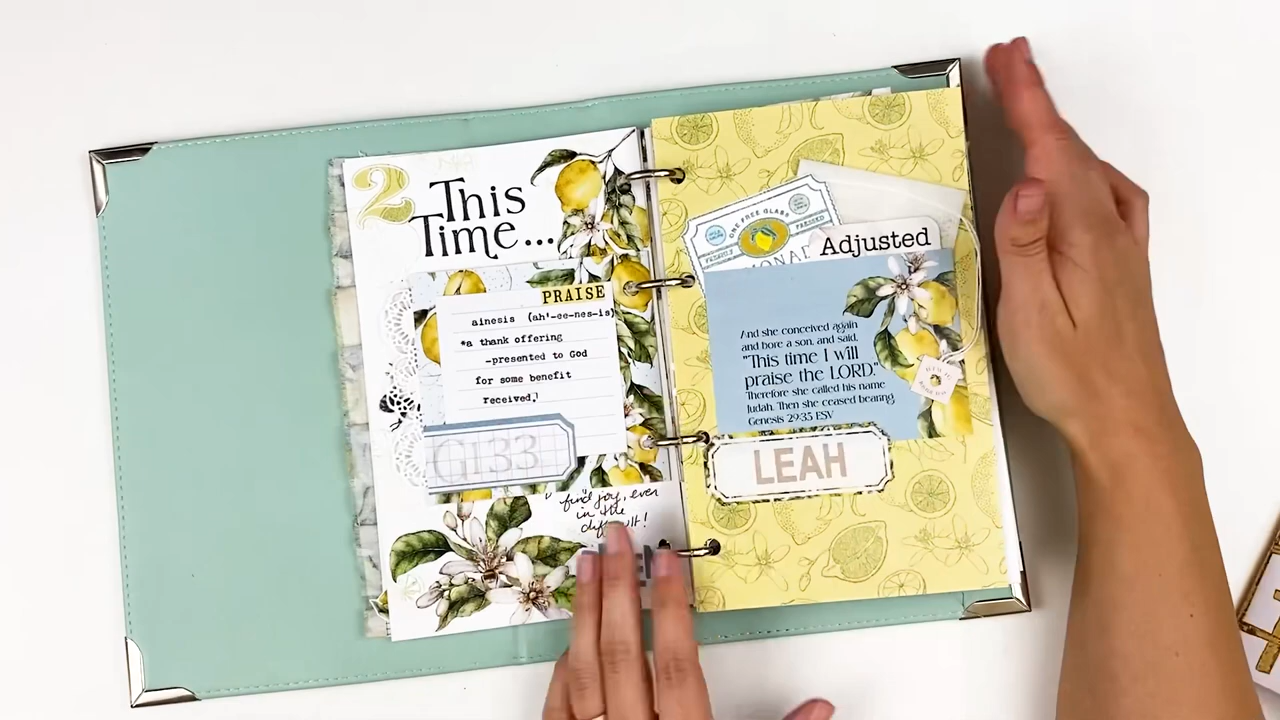 2 This
Time...
PRAISE
ainesis (ah'-ee-nes-is)
*a thank offering
-presented to God
for some benefit
received,
G133
find joy, even
in the
difficult!
ONE FREE GLASS
FRESHLY
PRESSED
Adjusted
And she conceived again
and bore a son, and said,
"This time I will
praise the LORD."
Therefore she called his name
Judah. Then she ceased bearing.
Genesis 29:35 ESV
LEAH